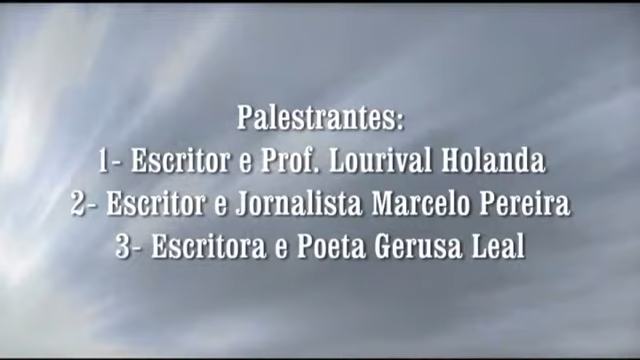 Palestrantes:
1- Escritor e Prof. Lourival Holanda
2- Escritor e Jornalista Marcelo Pereira
3- Escritora e Poeta Gerusa Leal